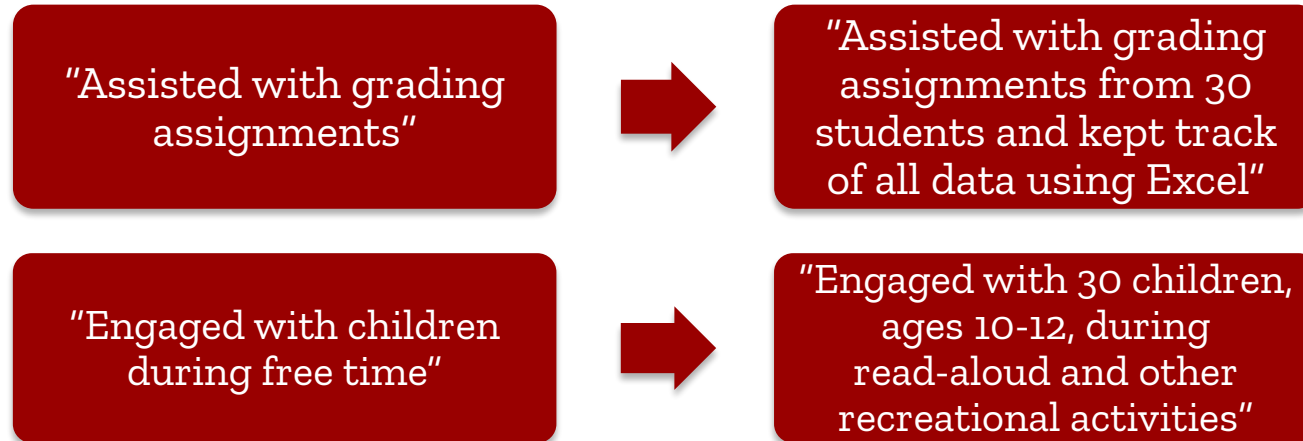 "Assisted with grading
assignments"
"Assisted with grading
assignments from 30
students and kept track
of all data using Excel"
"Engaged with children
during free time"
"Engaged with 30 children,
ages 10-12, during
read-aloud and other
recreational activities"